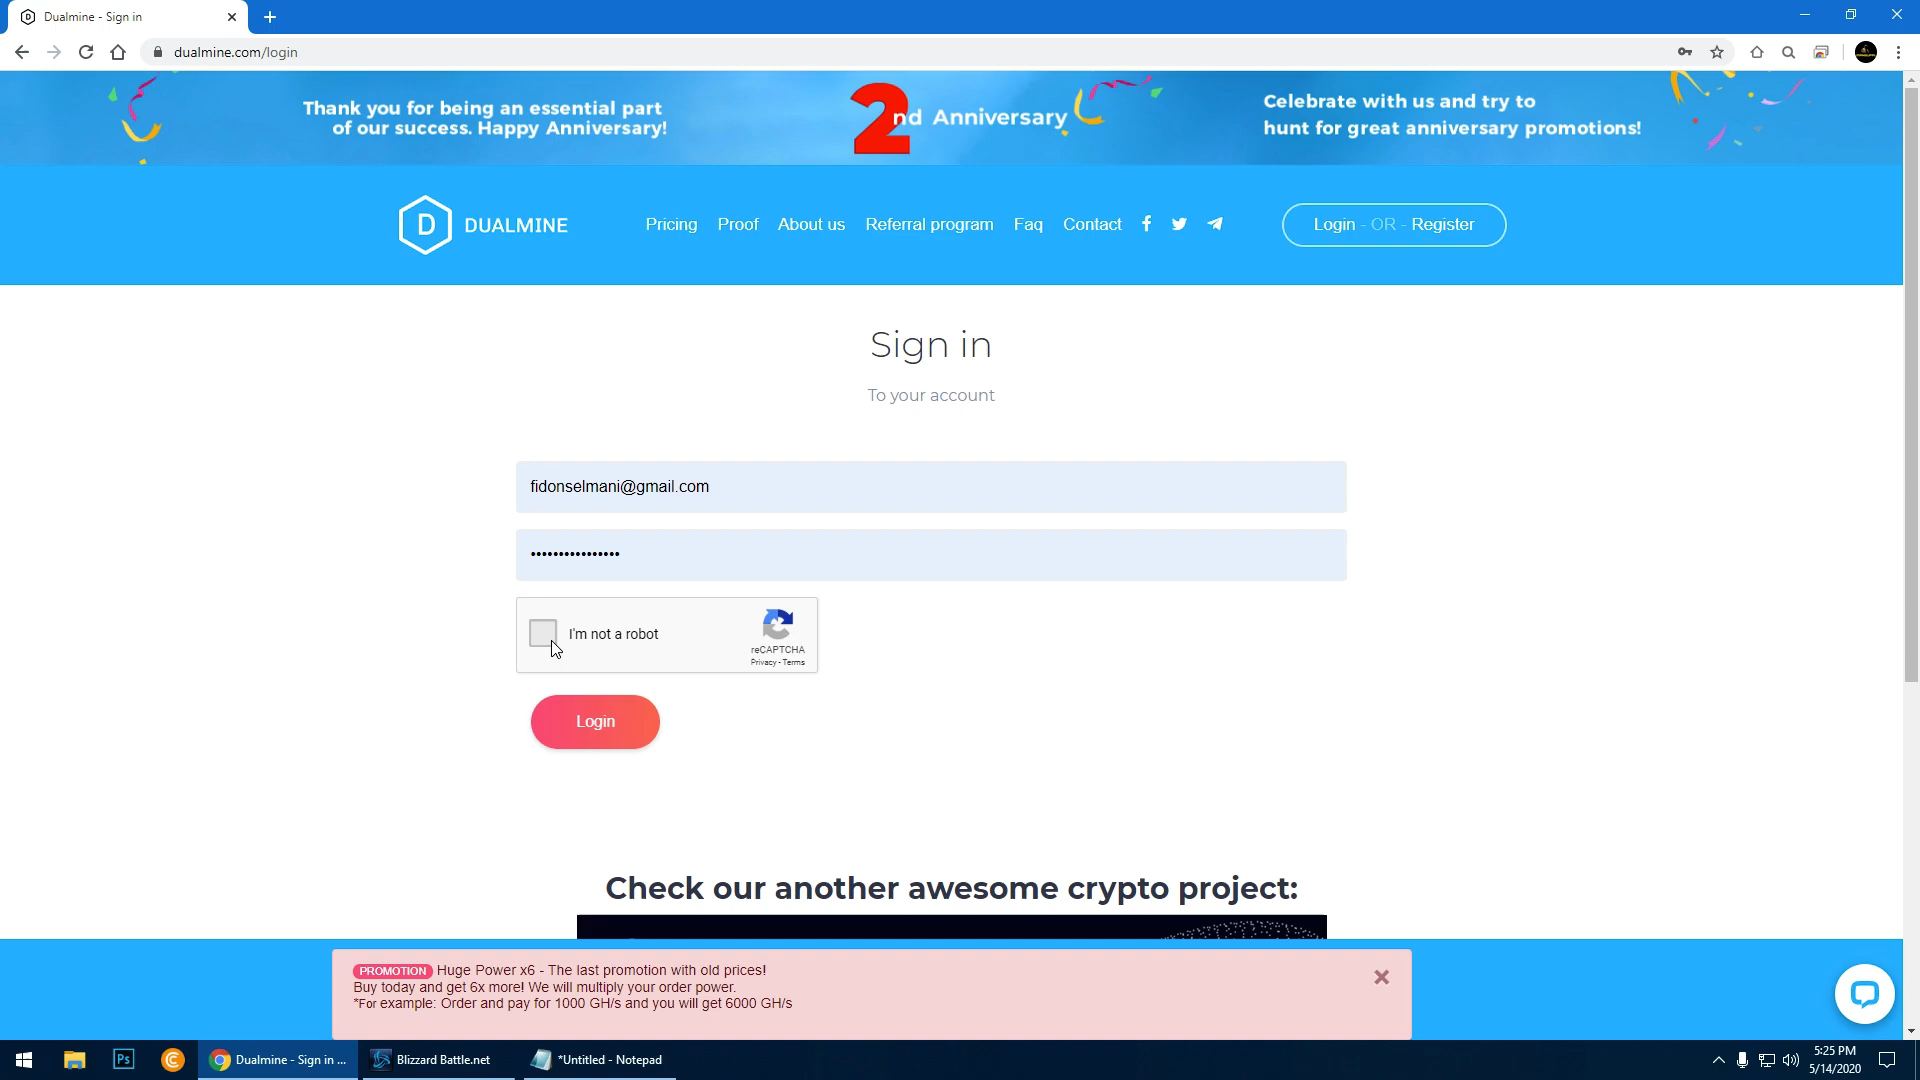 Dualmine - Sign in
dualmine.com/login
Thank you for being an essential part
of our success. Happy Anniversary!
2nd Anniversary
Celebrate with us and try to
hunt for great anniversary promotions!
D DUALMINE
Pricing Proof About us Referral program Faq Contact
Login - OR - Register
Sign in
To your account
fidonselmani@gmail.com
••••••••••••••••
I'm not a robot
reCAPTCHA
Privacy - Terms
Login
Check our another awesome crypto project:
PROMOTION Huge Power x6 - The last promotion with old prices!
Buy today and get 6x more! We will multiply your order power.
*For example: Order and pay for 1000 GH/s and you will get 6000 GH/s
Ps
Dualmine - Sign in ...
Blizzard Battle.net
*Untitled - Notepad
5:25 PM
5/14/2020